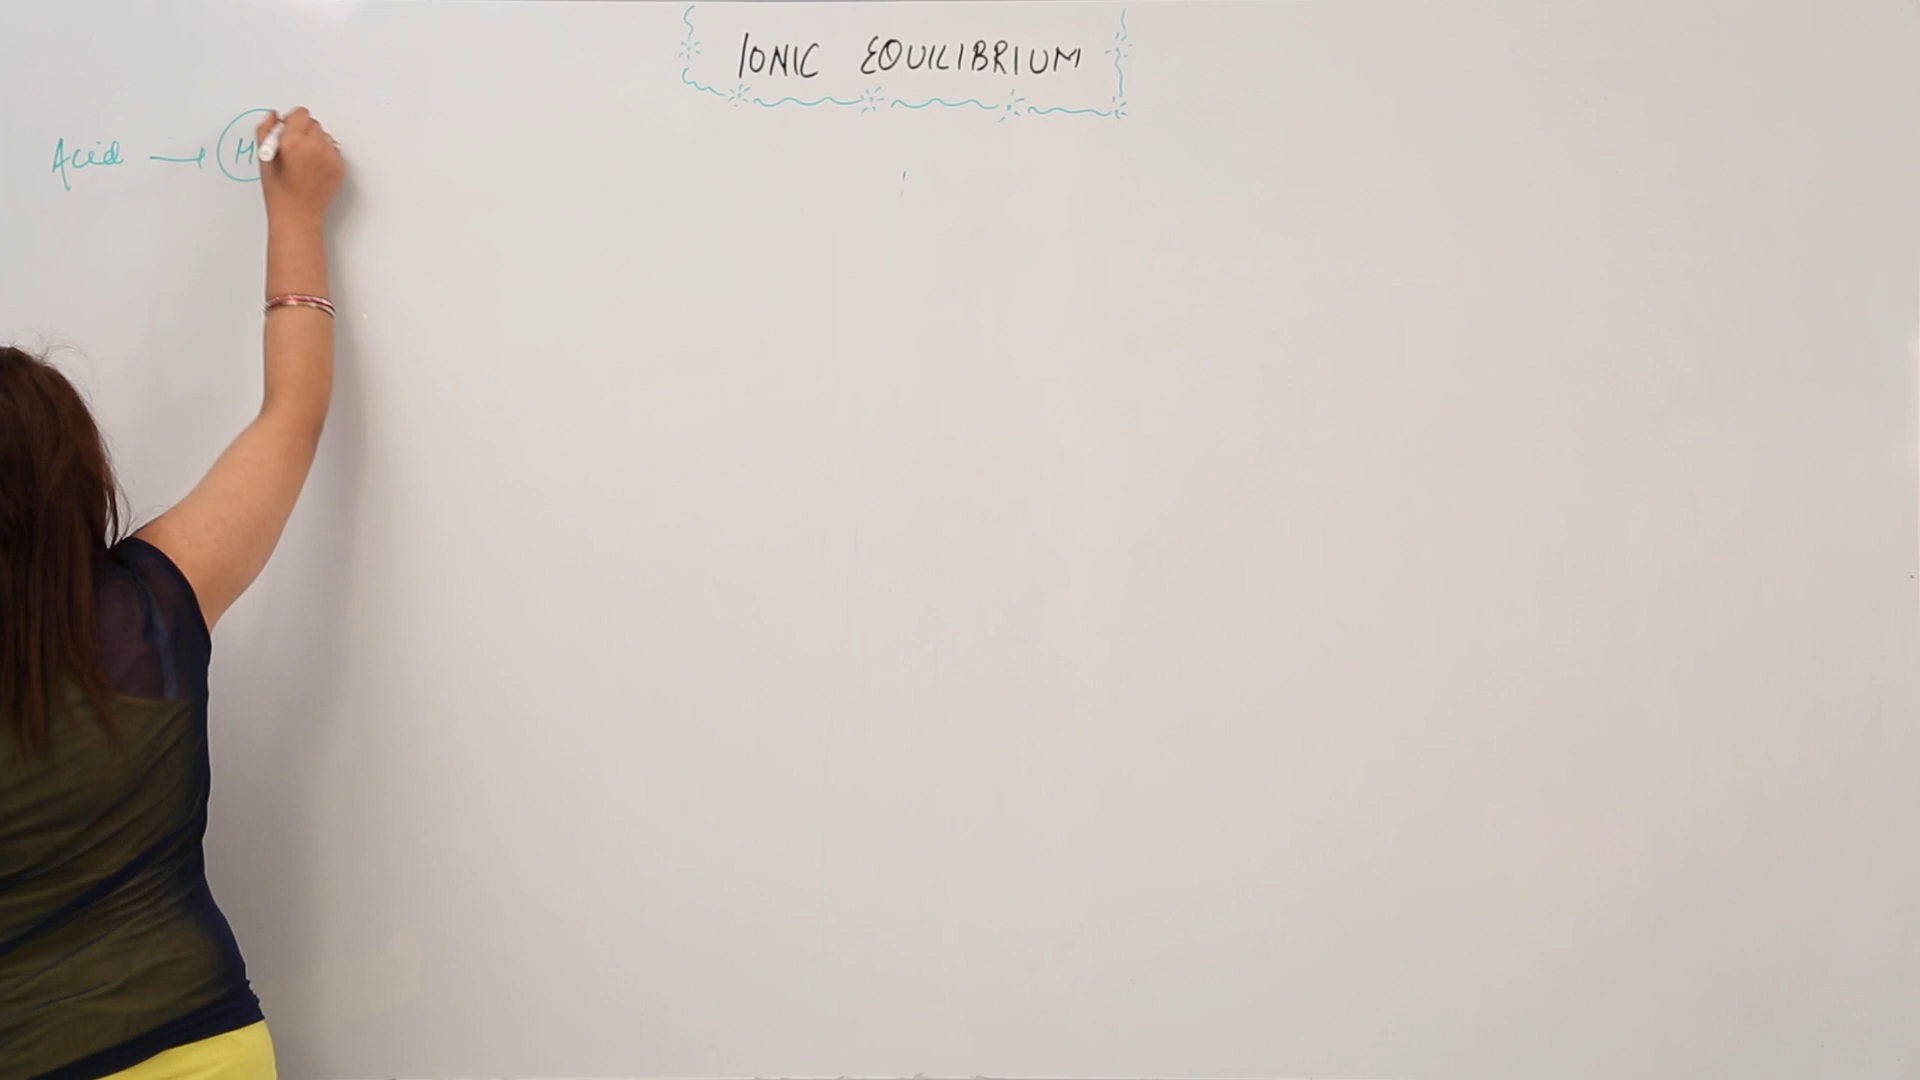 IONIC EQUILIBRIUM
Acid → H